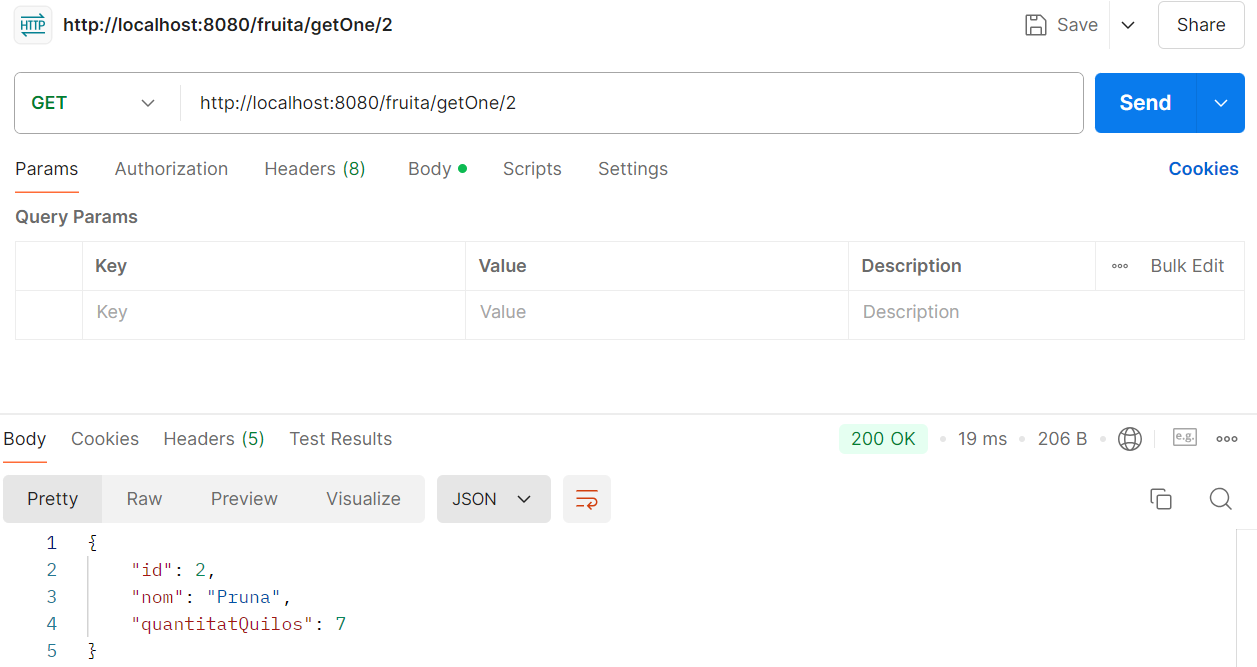 HTTP http://localhost:8080/fruita/getOne/2 Save Share
GET http://localhost:8080/fruita/getOne/2 Send
Params Authorization Headers (8) Body Scripts Settings Cookies
Query Params
Key Value Description Bulk Edit
Key Value Description
Body Cookies Headers (5) Test Results 200 OK 19 ms 206 B e.g.
Pretty Raw Preview Visualize JSON
1 {
2 "id": 2,
3 "nom": "Pruna",
4 "quantitatQuilos": 7
5 }